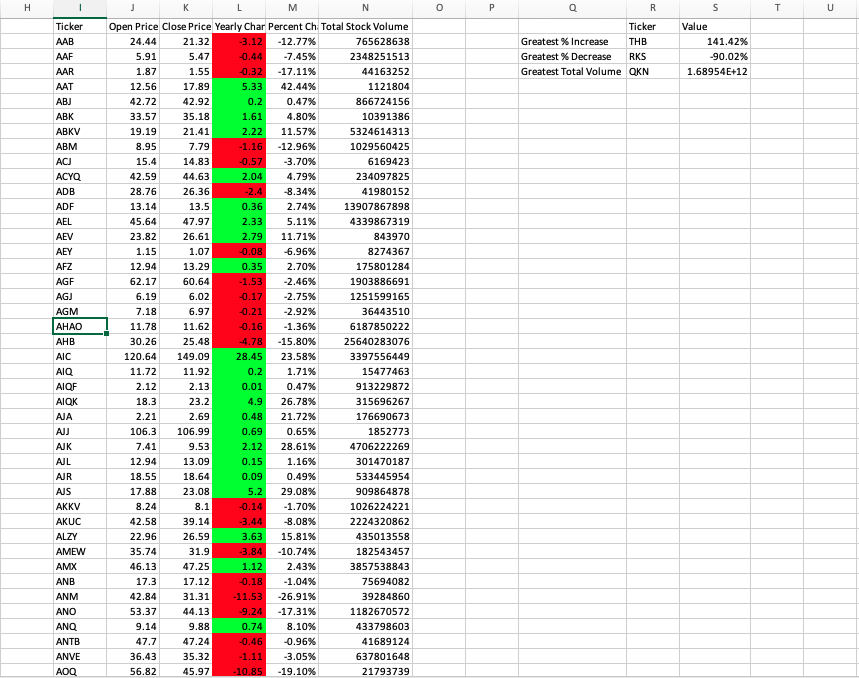 H I J K L M N O P Q R S T U
Ticker Open Price Close Price Yearly Char Percent Ch Total Stock Volume Ticker Value
AAB 24.44 21.32 -3.12 -12.77% 765628638 Greatest % Increase THB 141.42%
AAF 5.91 5.47 -0.44 -7.45% 2348251513 Greatest % Decrease RKS -90.02%
AAR 1.87 1.55 -0.32 -17.11% 44163252 Greatest Total Volume QKN 1.68954E+12
AAT 12.56 17.89 5.33 42.44% 1121804
ABJ 42.72 42.92 0.2 0.47% 866724156
ABK 33.57 35.18 1.61 4.80% 10391386
ABKV 19.19 21.41 2.22 11.57% 5324614313
ABM 8.95 7.79 -1.16 -12.96% 1029560425
ACJ 15.4 14.83 -0.57 -3.70% 6169423
ACYQ 42.59 44.63 2.04 4.79% 234097825
ADB 28.76 26.36 -2.4 -8.34% 41980152
ADF 13.14 13.5 0.36 2.74% 13907867898
AEL 45.64 47.97 2.33 5.11% 4339867319
AEV 23.82 26.61 2.79 11.71% 843970
AEY 1.15 1.07 -0.08 -6.96% 8274367
AFZ 12.94 13.29 0.35 2.70% 175801284
AGF 62.17 60.64 -1.53 -2.46% 1903886691
AGJ 6.19 6.02 -0.17 -2.75% 1251599165
AGM 7.18 6.97 -0.21 -2.92% 36443510
AHAO 11.78 11.62 -0.16 -1.36% 6187850222
AHB 30.26 25.48 -4.78 -15.80% 25640283076
AIC 120.64 149.09 28.45 23.58% 3397556449
AIQ 11.72 11.92 0.2 1.71% 15477463
AIQF 2.12 2.13 0.01 0.47% 913229872
AIQK 18.3 23.2 4.9 26.78% 315696267
AJA 2.21 2.69 0.48 21.72% 176690673
AJJ 106.3 106.99 0.69 0.65% 1852773
AJK 7.41 9.53 2.12 28.61% 4706222269
AJL 12.94 13.09 0.15 1.16% 301470187
AJR 18.55 18.64 0.09 0.49% 533445954
AJS 17.88 23.08 5.2 29.08% 909864878
AKKV 8.24 8.1 -0.14 -1.70% 1026224221
AKUC 42.58 39.14 -3.44 -8.08% 2224320862
ALZY 22.96 26.59 3.63 15.81% 435013558
AMEW 35.74 31.9 -3.84 -10.74% 182543457
AMX 46.13 47.25 1.12 2.43% 3857538843
ANB 17.3 17.12 -0.18 -1.04% 75694082
ANM 42.84 31.31 -11.53 -26.91% 39284860
ANO 53.37 44.13 -9.24 -17.31% 1182670572
ANQ 9.14 9.88 0.74 8.10% 433798603
ANTB 47.7 47.24 -0.46 -0.96% 41689124
ANVE 36.43 35.32 -1.11 -3.05% 637801648
AOQ 56.82 45.97 -10.85 -19.10% 21793739